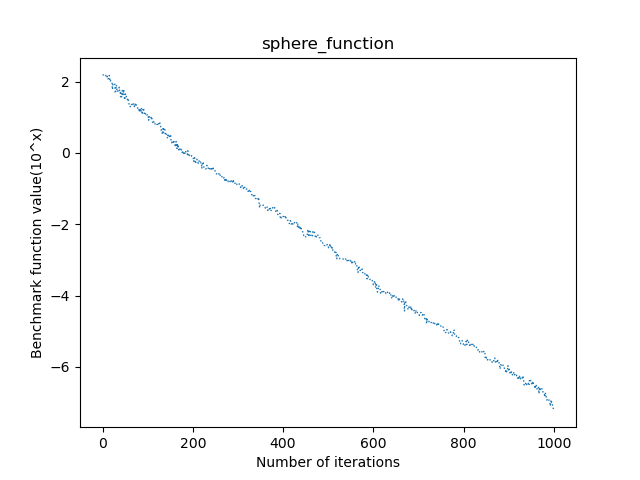 sphere_function
Benchmark function value(10^x)
2
0
−2
−4
−6
0 200 400 600 800 1000
Number of iterations